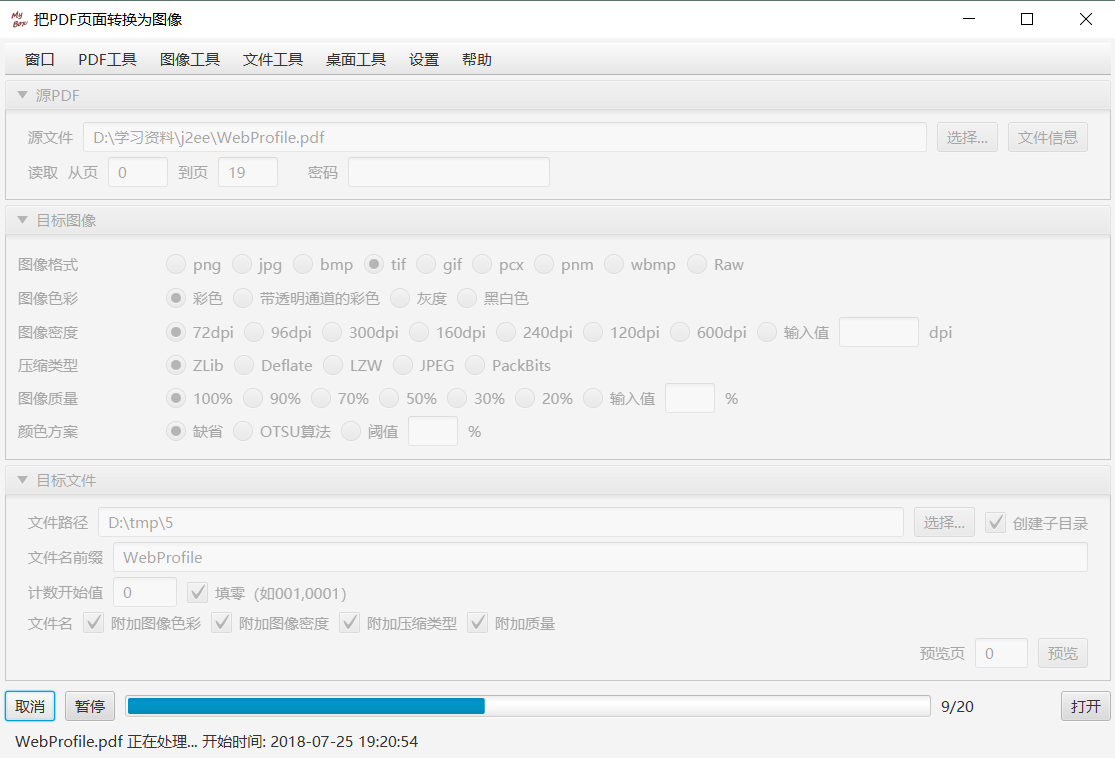 My Box 把PDF页面转换为图像
窗口 PDF工具 图像工具 文件工具 桌面工具 设置 帮助
源PDF
源文件 D:\学习资料\j2ee\WebProfile.pdf 选择... 文件信息
读取 从页 0 到页 19 密码
目标图像
图像格式 png jpg bmp tif gif pcx pnm wbmp Raw
图像色彩 彩色 带透明通道的彩色 灰度 黑白色
图像密度 72dpi 96dpi 300dpi 160dpi 240dpi 120dpi 600dpi 输入值 dpi
压缩类型 ZLib Deflate LZW JPEG PackBits
图像质量 100% 90% 70% 50% 30% 20% 输入值 %
颜色方案 缺省 OTSU算法 阈值 %
目标文件
文件路径 D:\tmp\5 选择... 创建子目录
文件名前缀 WebProfile
计数开始值 0 填零（如001,0001）
文件名 附加图像色彩 附加图像密度 附加压缩类型 附加质量
预览页 0 预览
取消 暂停 9/20 打开
WebProfile.pdf 正在处理... 开始时间: 2018-07-25 19:20:54